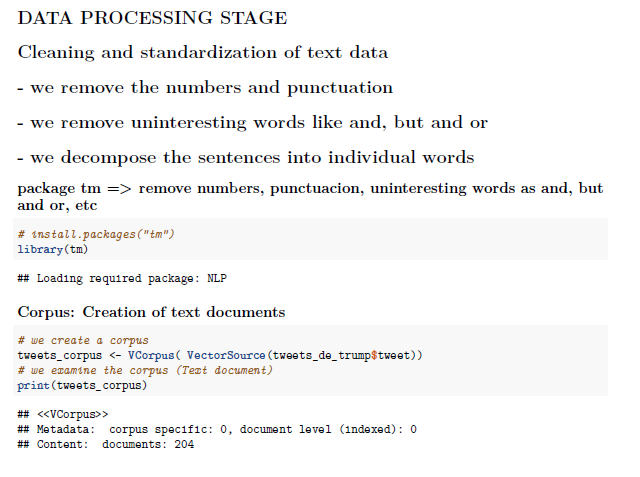 DATA PROCESSING STAGE
Cleaning and standardization of text data
- we remove the numbers and punctuation
- we remove uninteresting words like and, but and or
- we decompose the sentences into individual words
package tm => remove numbers, punctuacion, uninteresting words as and, but
and or, etc
# install.packages("tm")
library(tm)
## Loading required package: NLP
Corpus: Creation of text documents
# we create a corpus
tweets_corpus <- VCorpus( VectorSource(tweets_de_trump$tweet))
# we examine the corpus (Text document)
print(tweets_corpus)
## <<VCorpus>>
## Metadata:  corpus specific: 0, document level (indexed): 0
## Content:  documents: 204